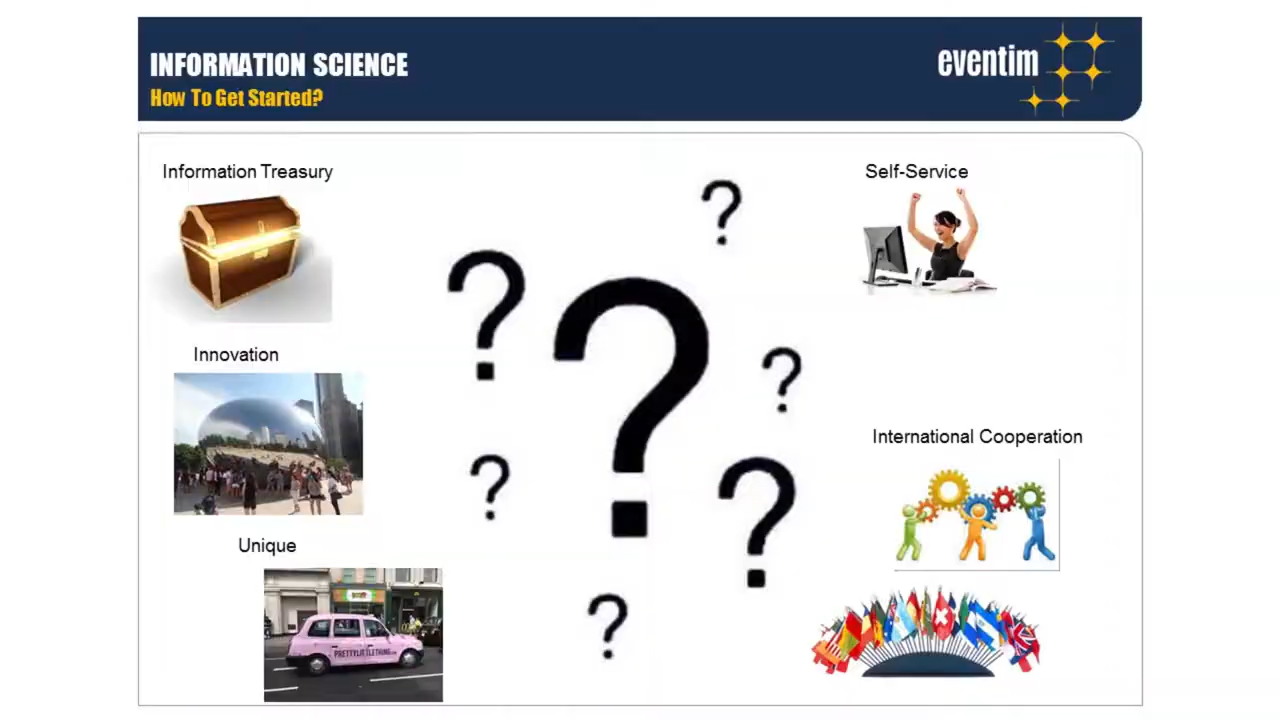 INFORMATION SCIENCE
How To Get Started?
eventim
Information Treasury
Self-Service
? ? ? ? ? ? ? ?
Innovation
International Cooperation
Unique
PRETTYLITTLETHING